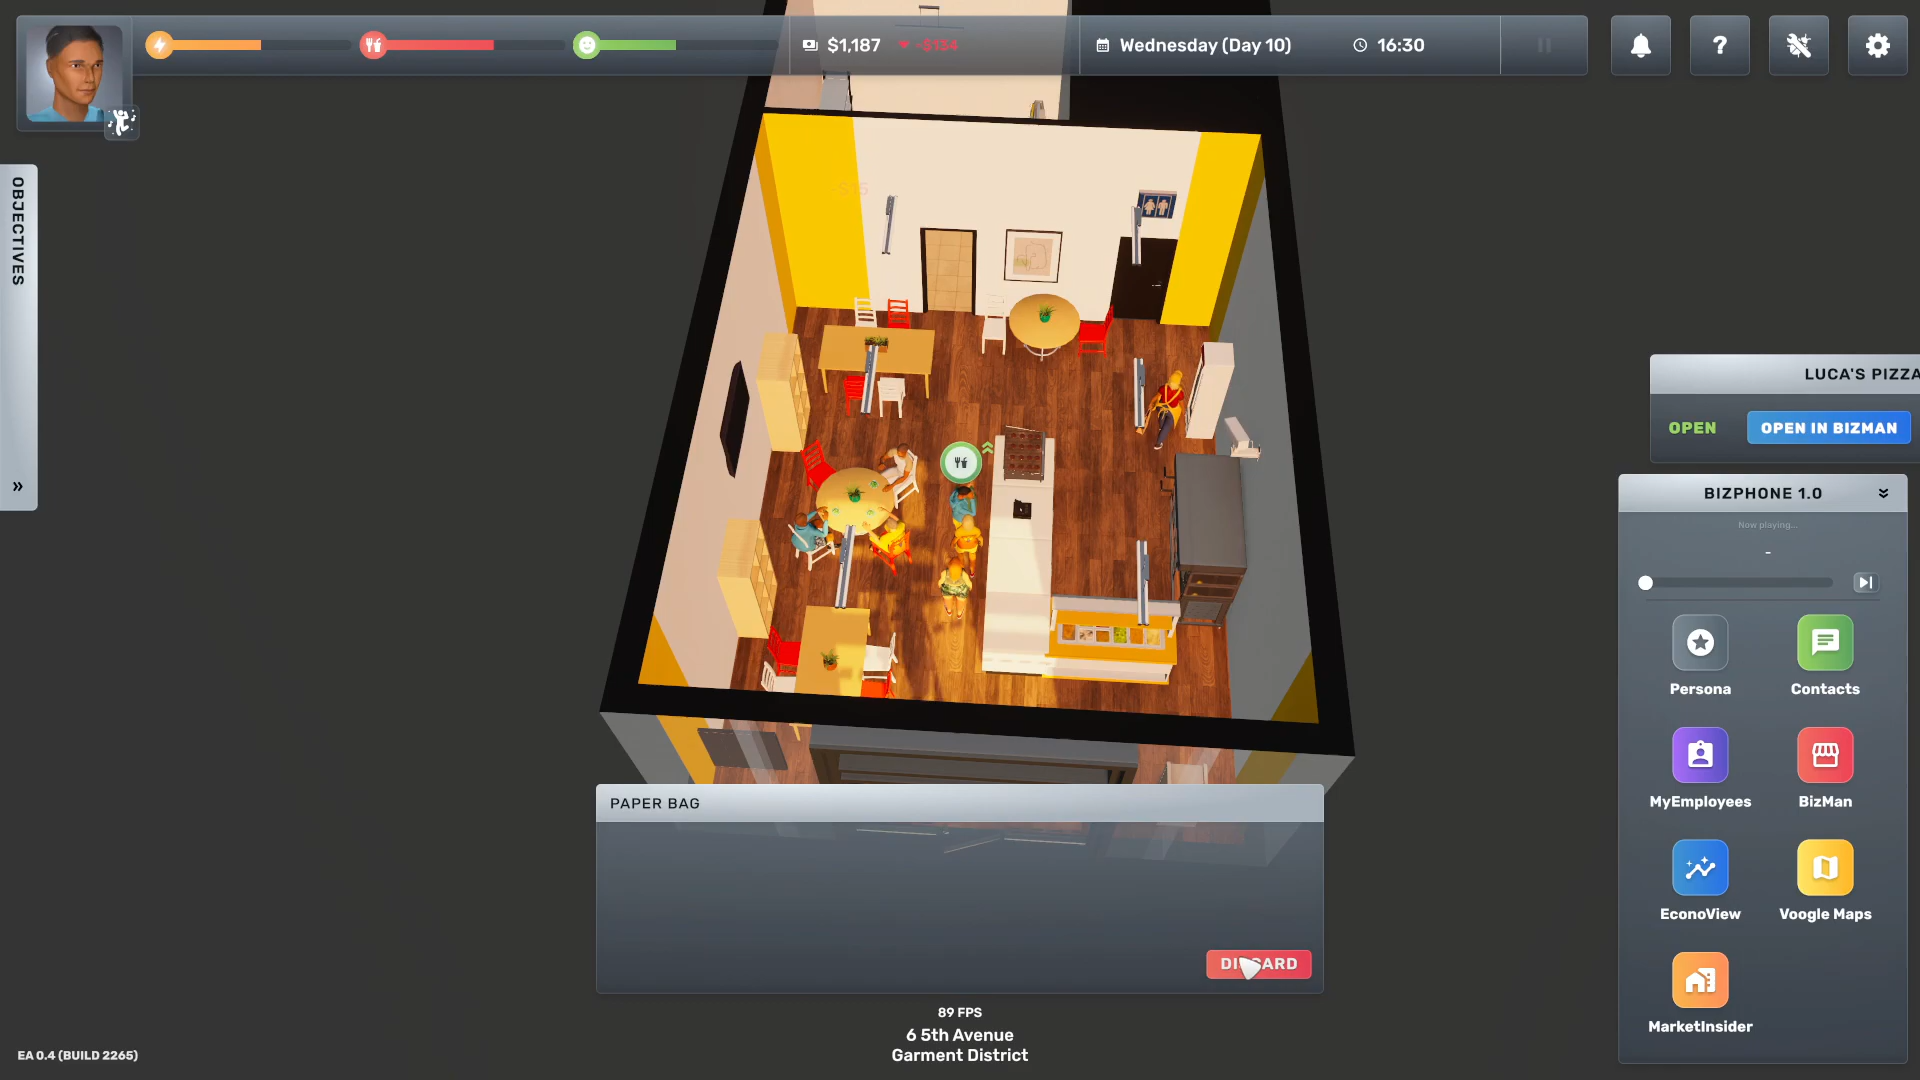 $1,187
-$134
Wednesday (Day 10)
16:30
?
OBJECTIVES
»
LUCA'S PIZZA
OPEN
OPEN IN BIZMAN
BIZPHONE 1.0
Now playing...
-
Persona
Contacts
MyEmployees
BizMan
EconoView
Voogle Maps
MarketInsider
PAPER BAG
DISCARD
89 FPS
6 5th Avenue
Garment District
EA 0.4 (BUILD 2265)